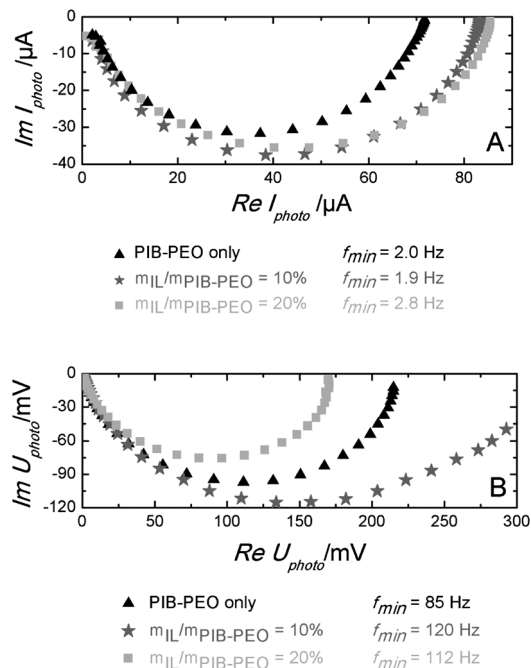 0
-10
-20
-30
-40
Im I_photo /µA
A
0 20 40 60 80
Re I_photo /µA
▲ PIB-PEO only f_min = 2.0 Hz
★ m_IL/m_PIB-PEO = 10% f_min = 1.9 Hz
■ m_IL/m_PIB-PEO = 20% f_min = 2.8 Hz
0
-30
-60
-90
-120
Im U_photo/mV
B
0 50 100 150 200 250 300
Re U_photo/mV
▲ PIB-PEO only f_min = 85 Hz
★ m_IL/m_PIB-PEO = 10% f_min = 120 Hz
■ m_IL/m_PIB-PEO = 20% f_min = 112 Hz